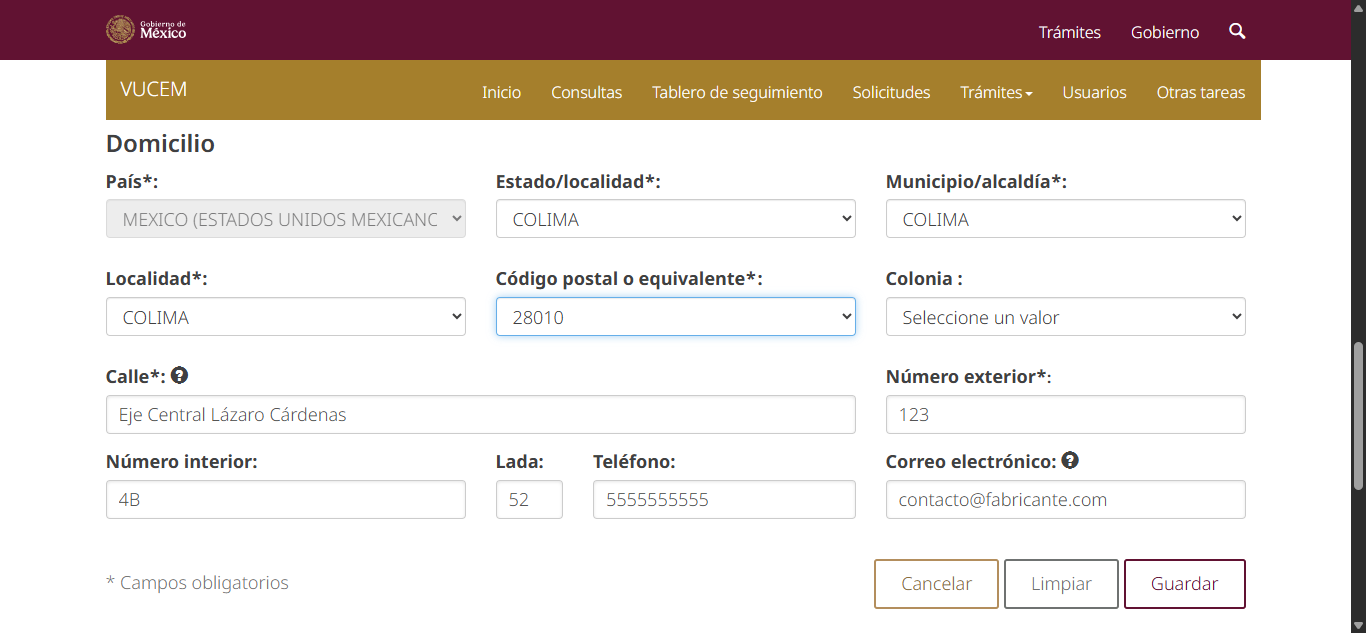 Gobierno de
México
Trámites
Gobierno
VUCEM
Inicio
Consultas
Tablero de seguimiento
Solicitudes
Trámites
Usuarios
Otras tareas
Domicilio
País*:
Estado/localidad*:
Municipio/alcaldía*:
MEXICO (ESTADOS UNIDOS MEXICANC
COLIMA
COLIMA
Localidad*:
Código postal o equivalente*:
Colonia :
COLIMA
28010
Seleccione un valor
Calle*:
Número exterior*:
Eje Central Lázaro Cárdenas
123
Número interior:
Lada:
Teléfono:
Correo electrónico:
4B
52
5555555555
contacto@fabricante.com
* Campos obligatorios
Cancelar
Limpiar
Guardar